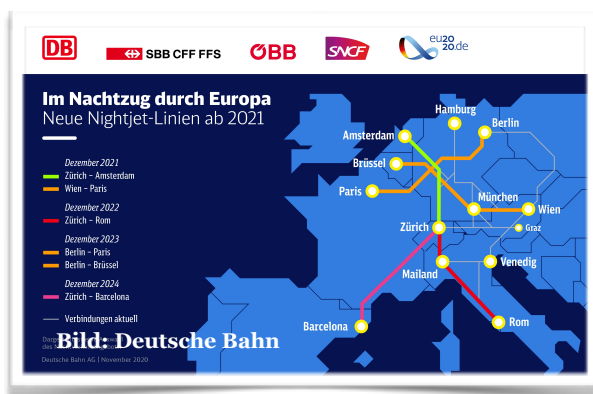 DB
SBB CFF FFS
ÖBB
SNCF
eu20
20.de
Im Nachtzug durch Europa
Neue Nightjet-Linien ab 2021
Dezember 2021
Zürich – Amsterdam
Wien – Paris
Dezember 2022
Zürich – Rom
Dezember 2023
Berlin – Paris
Berlin – Brüssel
Dezember 2024
Zürich – Barcelona
Verbindungen aktuell
Bild: Deutsche Bahn
Deutsche Bahn AG | November 2020
Hamburg
Berlin
Amsterdam
Brüssel
Paris
München
Wien
Zürich
Graz
Mailand
Venedig
Barcelona
Rom